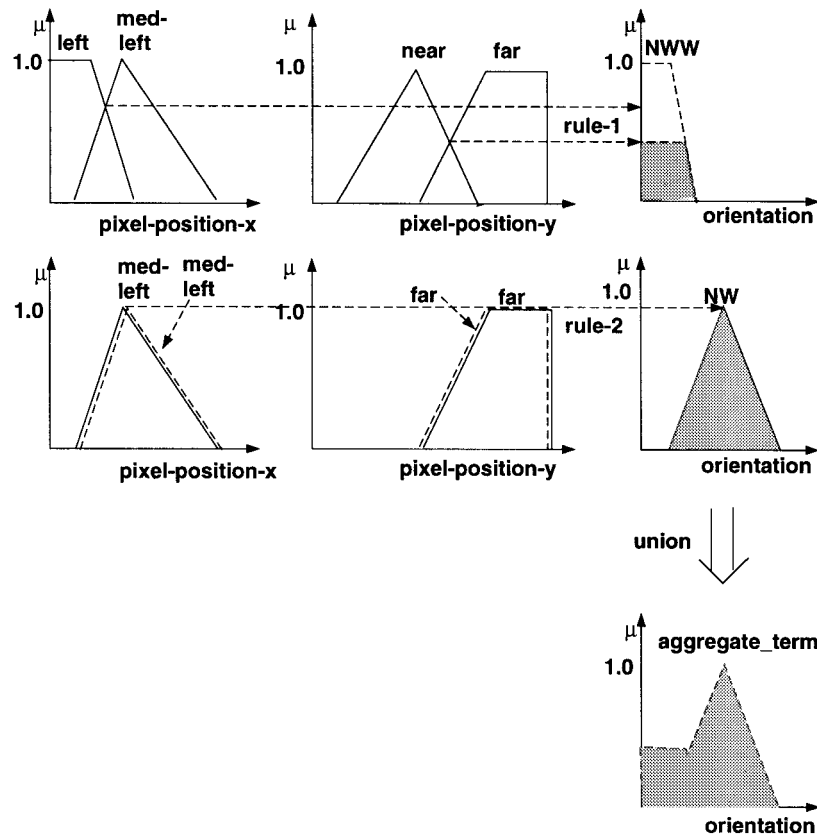 μ
left
med-
left
1.0
pixel-position-x
μ
near
far
1.0
rule-1
pixel-position-y
μ
NWW
1.0
orientation
μ
med-
left
med-
left
1.0
pixel-position-x
μ
far
far
1.0
rule-2
pixel-position-y
μ
1.0
NW
orientation
union
μ
aggregate_term
1.0
orientation